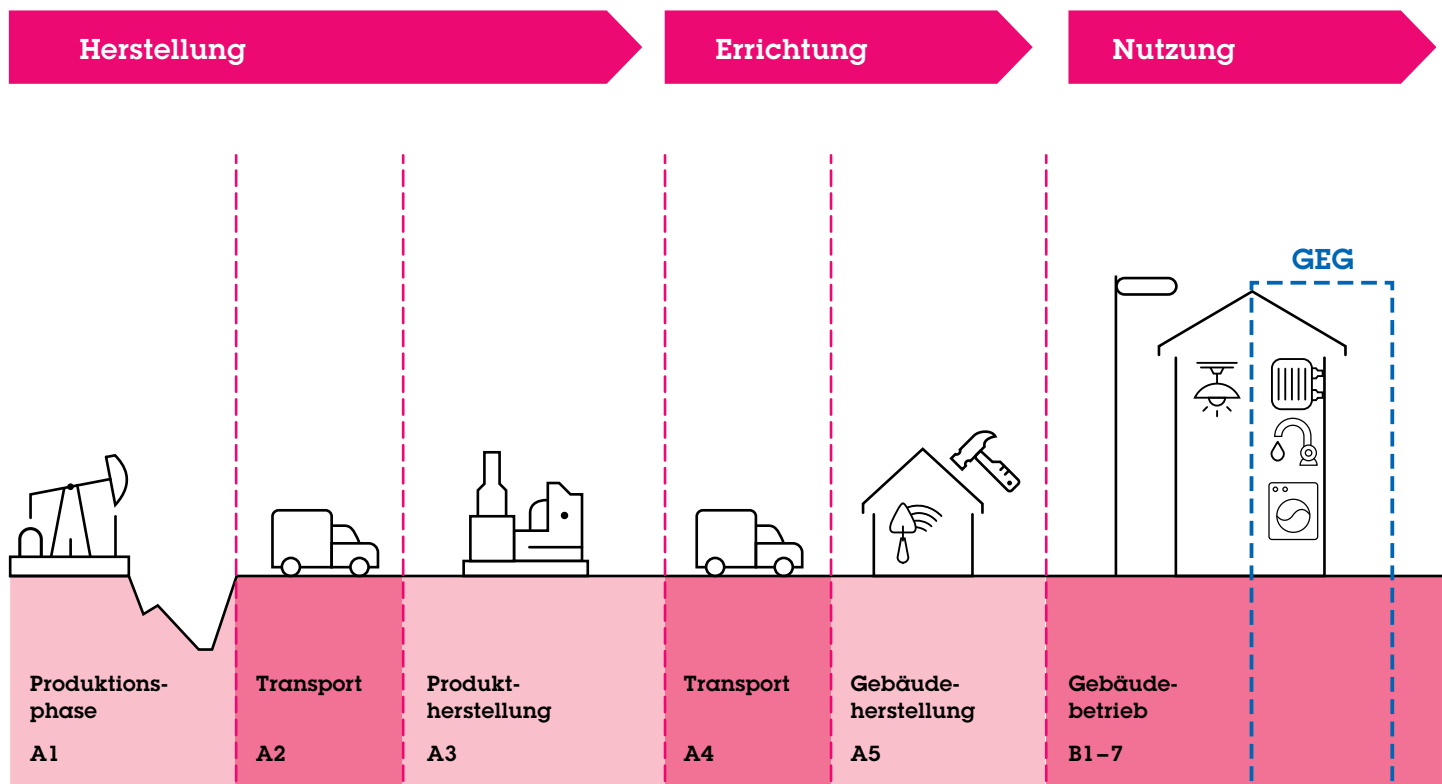 Herstellung
Errichtung
Nutzung
GEG
Produktions-
phase
A1
Transport
A2
Produkt-
herstellung
A3
Transport
A4
Gebäude-
herstellung
A5
Gebäude-
betrieb
B1–7